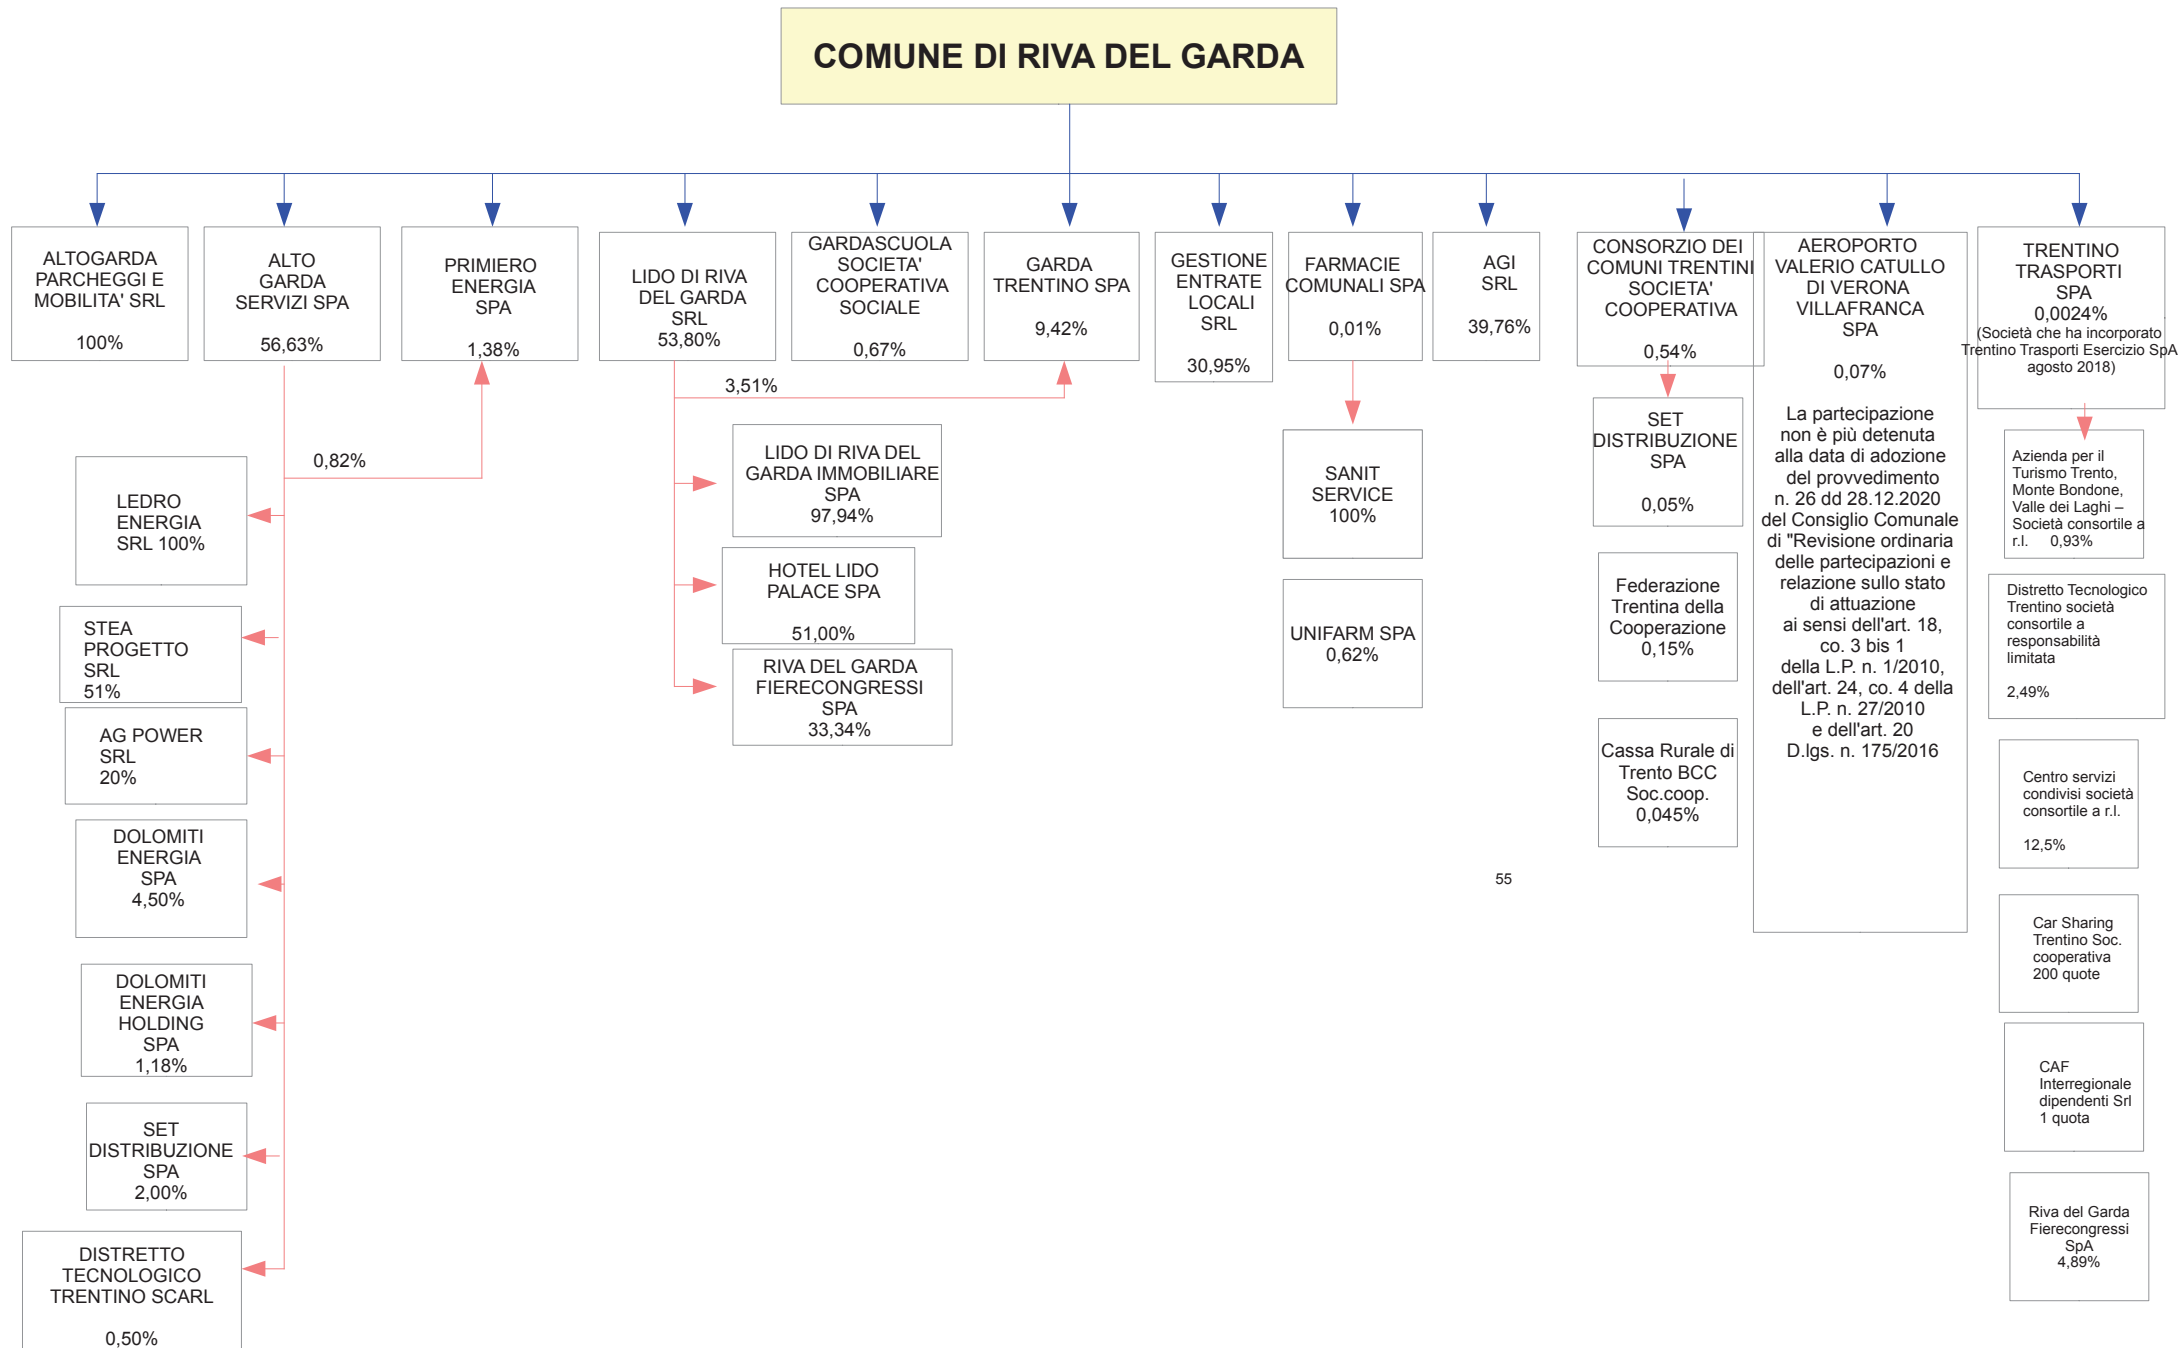 COMUNE DI RIVA DEL GARDA
ALTOGARDA
PARCHEGGI E
MOBILITA' SRL
100%
ALTO
GARDA
SERVIZI SPA
56,63%
PRIMIERO
ENERGIA
SPA
1,38%
LIDO DI RIVA
DEL GARDA
SRL
53,80%
GARDASCUOLA
SOCIETA'
COOPERATIVA
SOCIALE
0,67%
GARDA
TRENTINO SPA
9,42%
GESTIONE
ENTRATE
LOCALI
SRL
30,95%
FARMACIE
COMUNALI SPA
0,01%
AGI
SRL
39,76%
CONSORZIO DEI
COMUNI TRENTINI
SOCIETA'
COOPERATIVA
0,54%
AEROPORTO
VALERIO CATULLO
DI VERONA
VILLAFRANCA
SPA
0,07%
La partecipazione
non è più detenuta
alla data di adozione
del provvedimento
n. 26 dd 28.12.2020
del Consiglio Comunale
di "Revisione ordinaria
delle partecipazioni e
relazione sullo stato
di attuazione
ai sensi dell'art. 18,
co. 3 bis 1
della L.P. n. 1/2010,
dell'art. 24, co. 4 della
L.P. n. 27/2010
e dell'art. 20
D.lgs. n. 175/2016
TRENTINO
TRASPORTI
SPA
0,0024%
(Società che ha incorporato
Trentino Trasporti Esercizio SpA
agosto 2018)
0,82%
LEDRO
ENERGIA
SRL 100%
STEA
PROGETTO
SRL
51%
AG POWER
SRL
20%
DOLOMITI
ENERGIA
SPA
4,50%
DOLOMITI
ENERGIA
HOLDING
SPA
1,18%
SET
DISTRIBUZIONE
SPA
2,00%
DISTRETTO
TECNOLOGICO
TRENTINO SCARL
0,50%
3,51%
LIDO DI RIVA DEL
GARDA IMMOBILIARE
SPA
97,94%
HOTEL LIDO
PALACE SPA
51,00%
RIVA DEL GARDA
FIERECONGRESSI
SPA
33,34%
SANIT
SERVICE
100%
UNIFARM SPA
0,62%
SET
DISTRIBUZIONE
SPA
0,05%
Federazione
Trentina della
Cooperazione
0,15%
Cassa Rurale di
Trento BCC
Soc.coop.
0,045%
Azienda per il
Turismo Trento,
Monte Bondone,
Valle dei Laghi –
Società consortile a
r.l. 0,93%
Distretto Tecnologico
Trentino società
consortile a
responsabilità
limitata
2,49%
Centro servizi
condivisi società
consortile a r.l.
12,5%
Car Sharing
Trentino Soc.
cooperativa
200 quote
CAF
Interregionale
dipendenti Srl
1 quota
Riva del Garda
Fierecongressi
SpA
4,89%
55